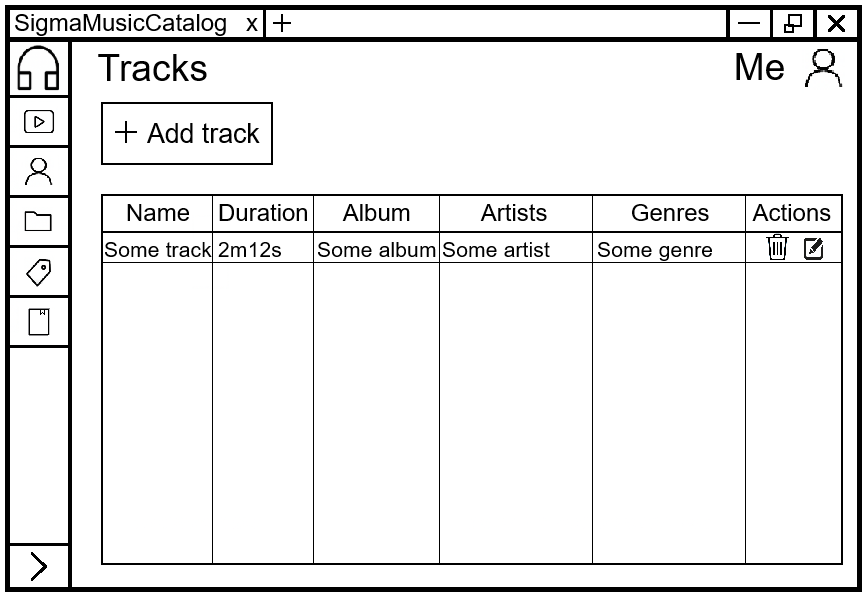 SigmaMusicCatalog x +
Tracks
Me
+ Add track
Name Duration Album Artists Genres Actions
Some track 2m12s Some album Some artist Some genre